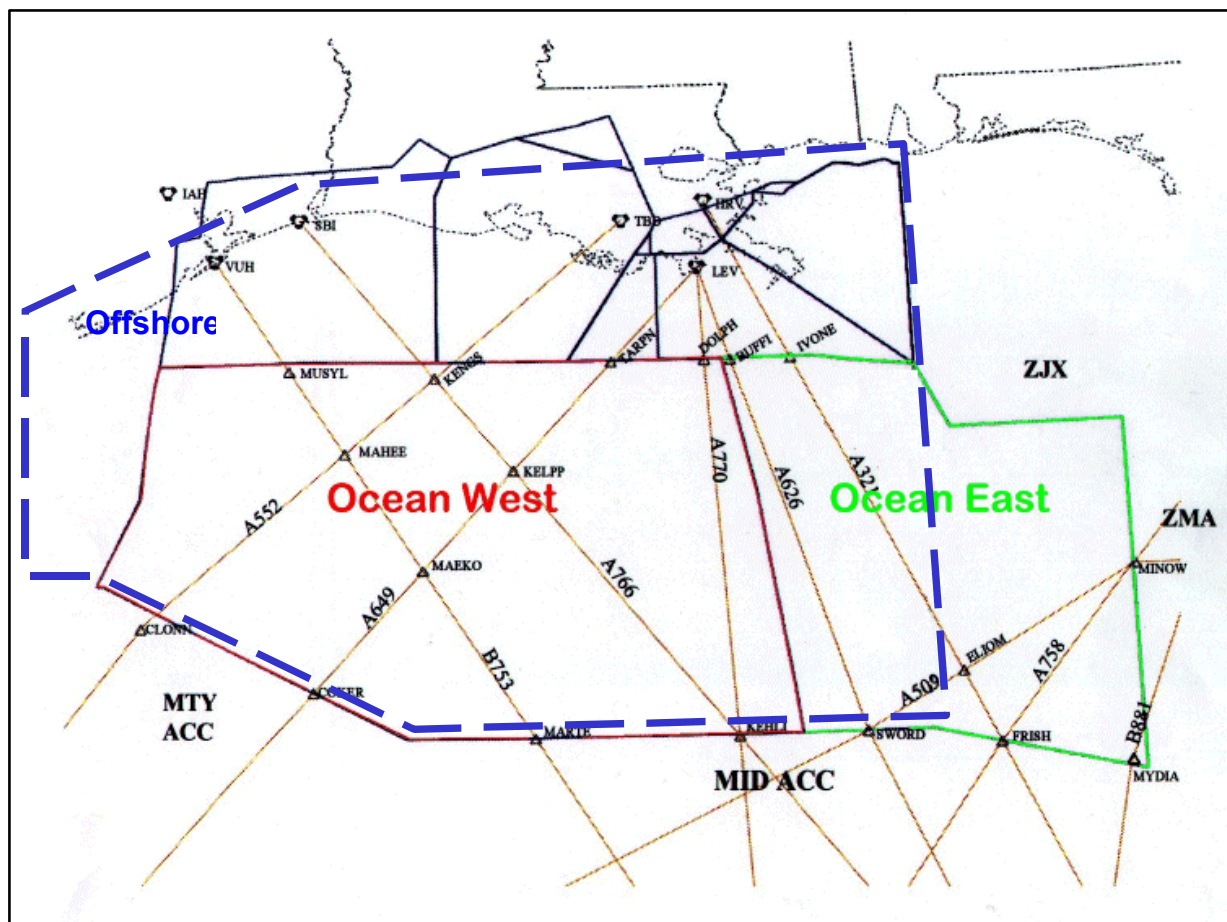 IAH
SBI
TBD
HRV
VUH
LEV
Offshore
TARPN
DOLPH
BUFFI
IVONE
MUSYL
KENGS
ZJX
MAHEE
KELPP
A770
A626
A321
Ocean West
Ocean East
A552
ZMA
MAEKO
MINOW
A766
A649
CLONN
B753
ELIOM
A758
A509
MTY
ACC
COKER
B881
MARTE
KEHLI
SWORD
FRISH
MID ACC
MYDIA